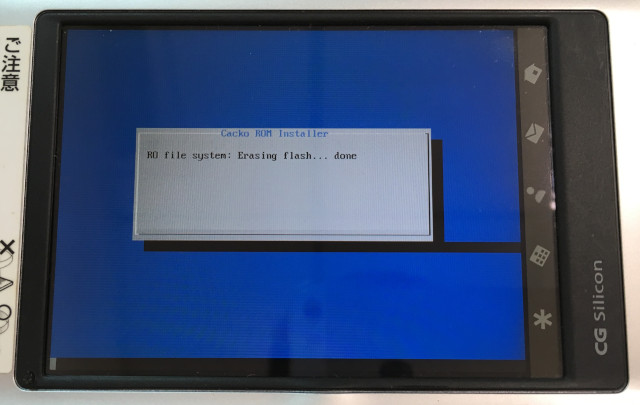 ご注意
Cacko ROM Installer
RO file system: Erasing flash... done
CG Silicon